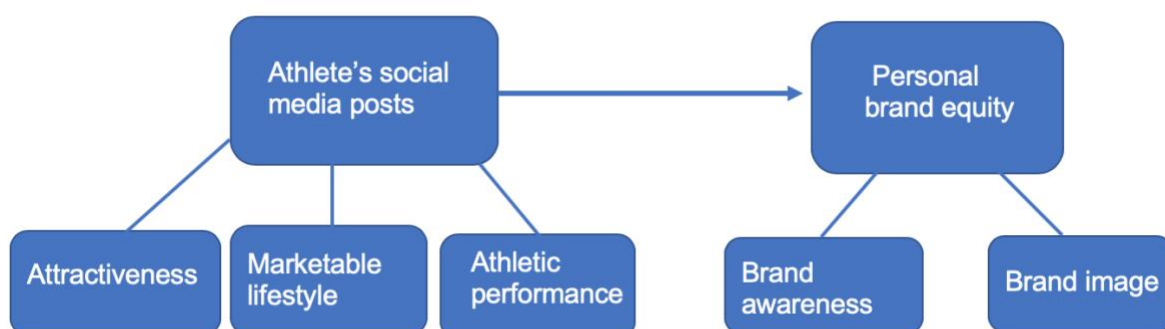 Athlete’s social
media posts
Personal
brand equity
Attractiveness
Marketable
lifestyle
Athletic
performance
Brand
awareness
Brand image